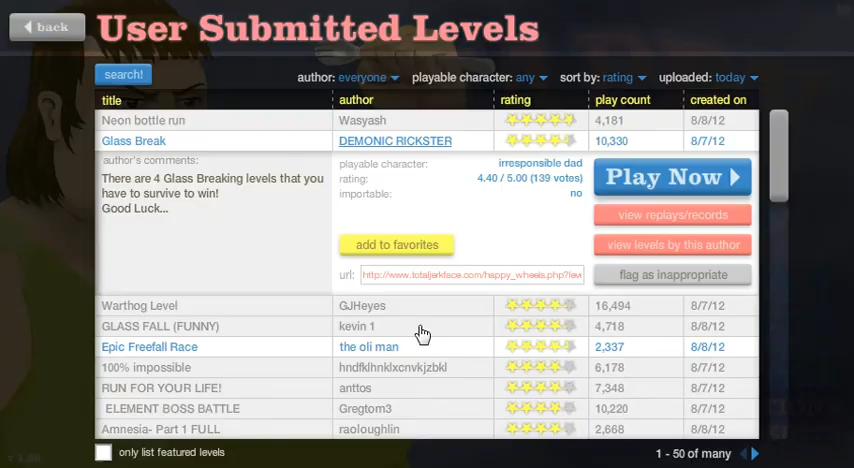 back
User Submitted Levels
search!
author: everyone playable character: any sort by: rating uploaded: today
title author rating play count created on
Neon bottle run Wasyash 4,181 8/8/12
Glass Break DEMONIC RICKSTER 10,330 8/7/12
author's comments:
There are 4 Glass Breaking levels that you
have to survive to win!
Good Luck...
playable character: irresponsible dad
rating: 4.40 / 5.00 (139 votes)
importable: no
add to favorites
url: http://www.totaljerkface.com/happy_wheels.php?lev
Play Now
view replays/records
view levels by this author
flag as inappropriate
Warthog Level GJHeyes 16,494 8/7/12
GLASS FALL (FUNNY) kevin 1 4,718 8/8/12
Epic Freefall Race the oli man 2,337 8/8/12
100% impossible hndfklhnklxcnvkjzbkl 6,178 8/7/12
RUN FOR YOUR LIFE! anttos 7,348 8/7/12
ELEMENT BOSS BATTLE Gregtom3 10,220 8/7/12
Amnesia- Part 1 FULL raoloughlin 2,668 8/8/12
only list featured levels
1 - 50 of many